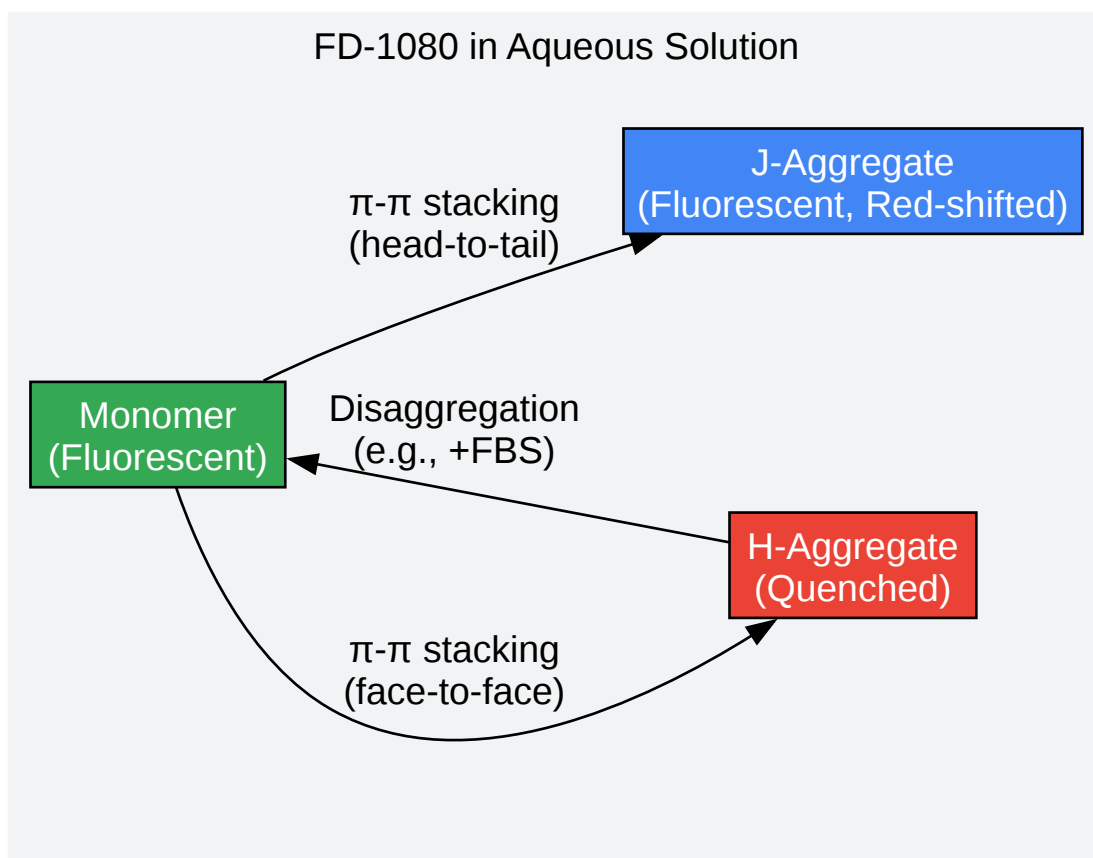 FD-1080 in Aqueous Solution
J-Aggregate
(Fluorescent, Red-shifted)
π-π stacking
(head-to-tail)
Monomer
(Fluorescent)
Disaggregation
(e.g., +FBS)
H-Aggregate
(Quenched)
π-π stacking
(face-to-face)